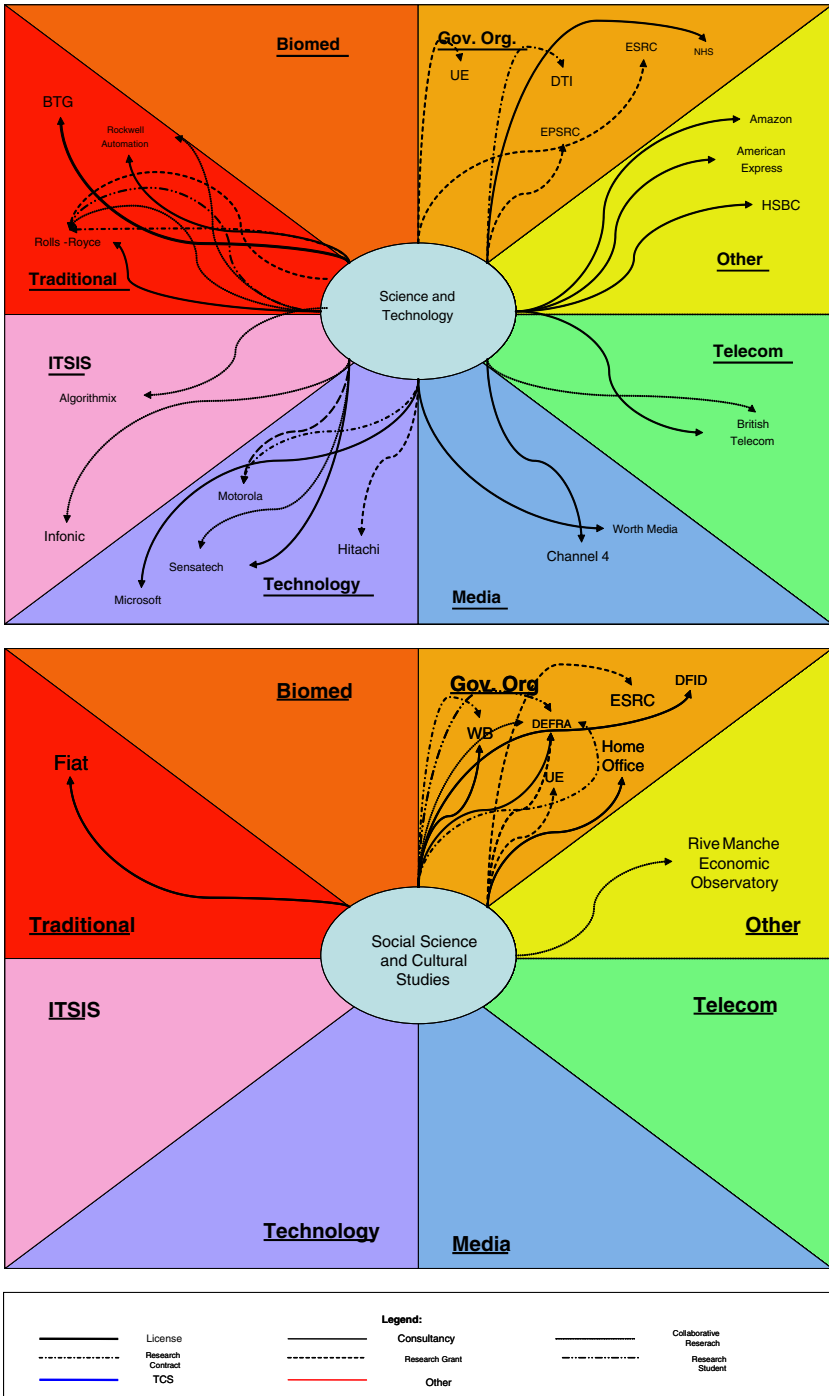 Biomed
Gov. Org.
ESRC
NHS
UE
DTI
BTG
Rockwell
Automation
EPSRC
Amazon
American
Express
HSBC
Rolls -Royce
Traditional
Other
Science and
Technology
ITSIS
Telecom
Algorithmix
British
Telecom
Motorola
Infonic
Hitachi
Worth Media
Channel 4
Sensatech
Technology
Microsoft
Media
Biomed
Gov. Org
ESRC
DFID
WB
DEFRA
Home
Office
Fiat
UE
Rive Manche
Economic
Observatory
Traditional
Other
Social Science
and Cultural
Studies
ITSIS
Telecom
Technology
Media
Legend:
License
Consultancy
Collaborative
Reserach
Research
Contract
Research Grant
Research
Student
TCS
Other